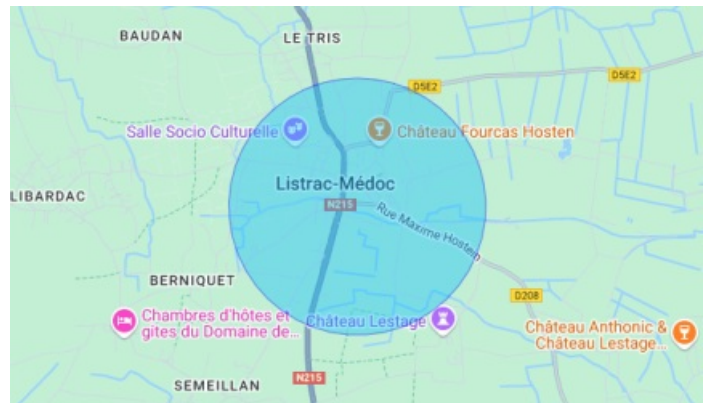 BAUDAN
LE TRIS
D5E2
D5E2
Salle Socio Culturelle
Château Fourcas Hosten
Listrac-Médoc
LIBARDAC
N215
Rue Maxime Hostein
BERNIQUET
D208
Chambres d'hôtes et
gites du Domaine de...
Château Lestage
Château Anthonic &
Château Lestage...
SEMEILLAN
N215